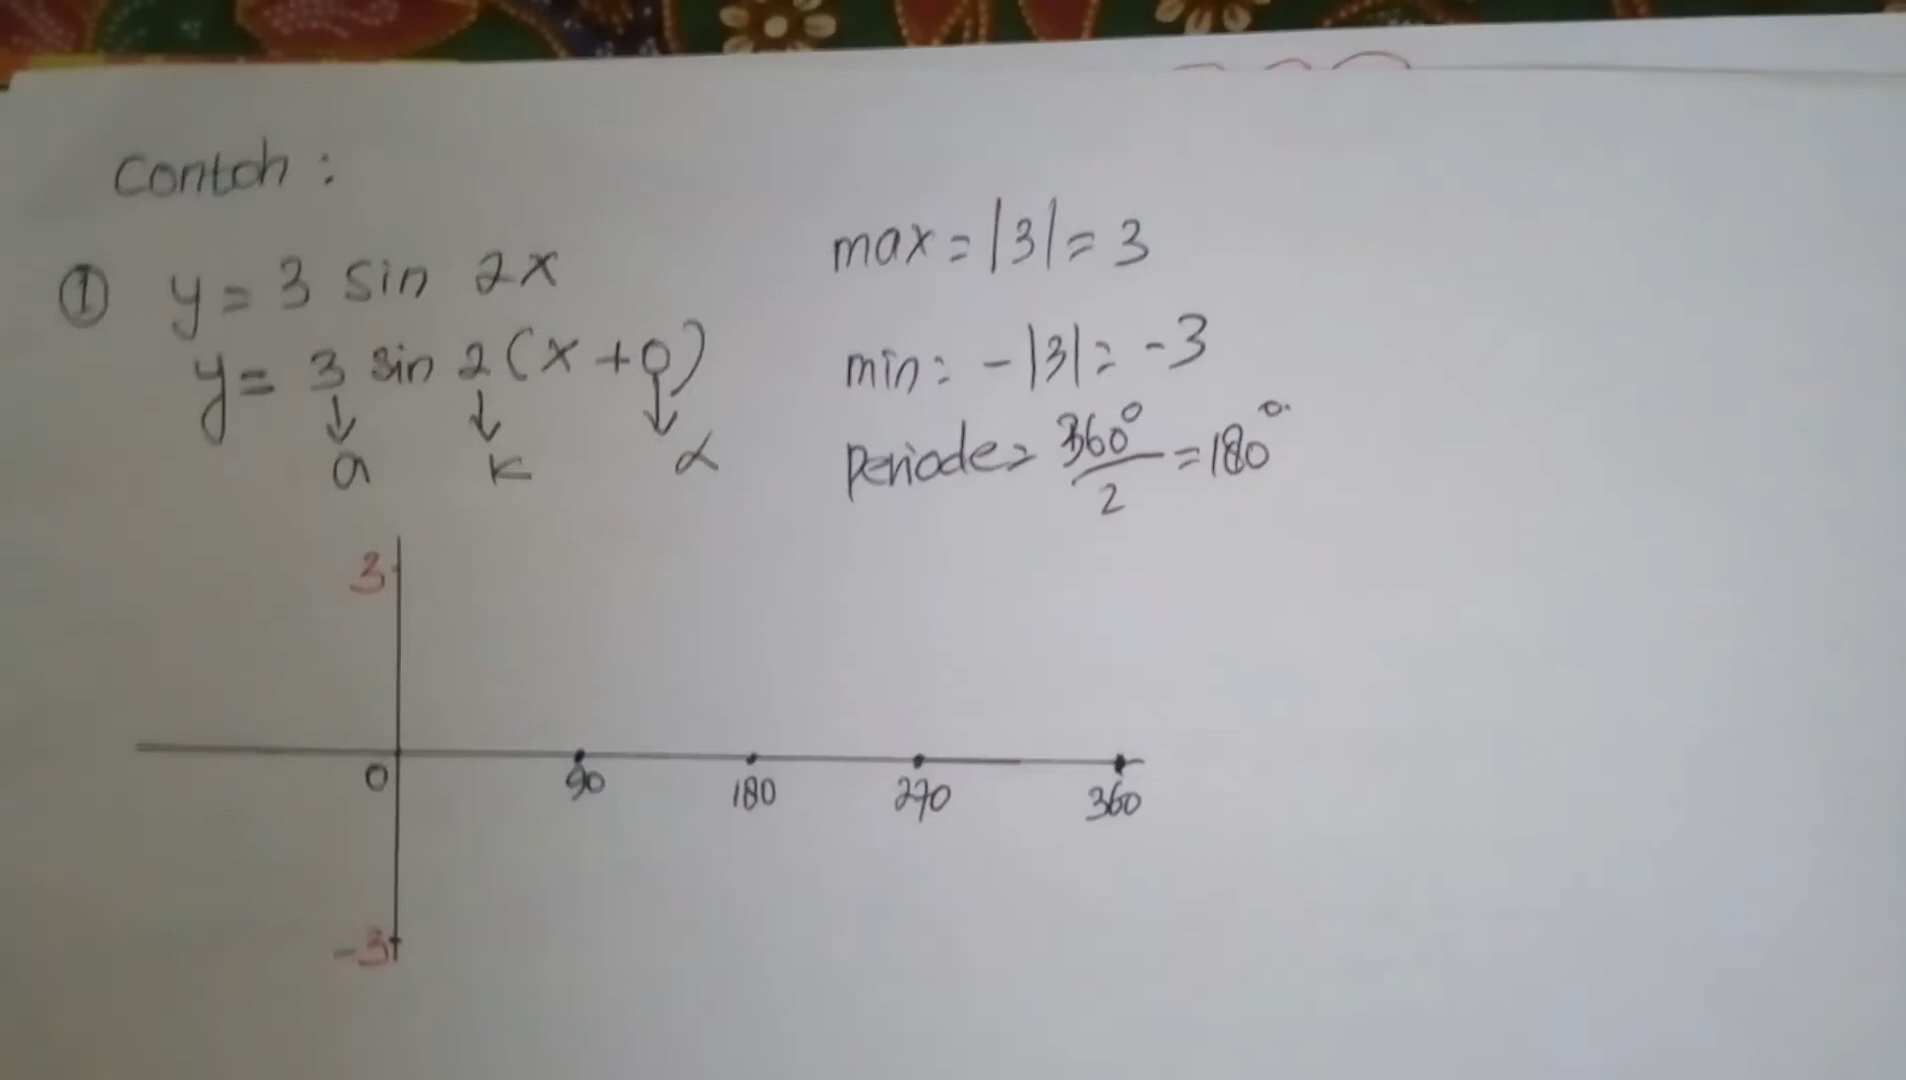 Contoh :
① y = 3 sin 2x
y = 3 sin 2 (x + 0)
↓ ↓ ↓
a k α
max = |3| = 3
min = - |3| = -3
Periode = 360°/2 = 180°
3
0 90 180 270 360
-3